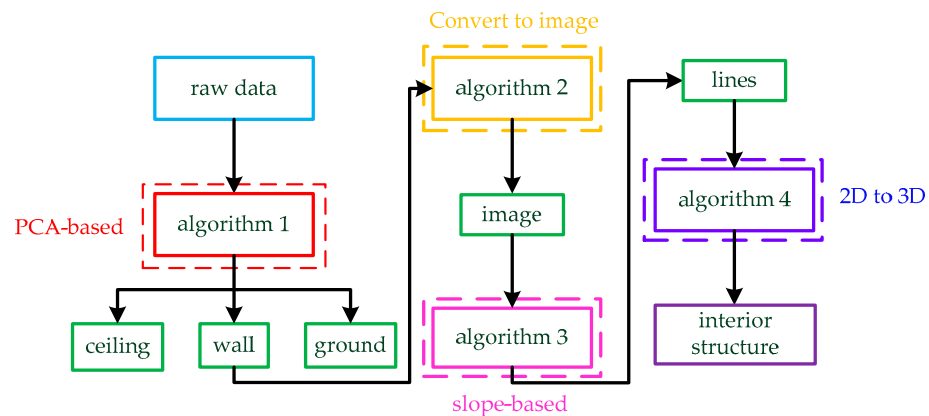 raw data
PCA-based
algorithm 1
ceiling
wall
ground
Convert to image
algorithm 2
image
algorithm 3
slope-based
lines
algorithm 4
2D to 3D
interior
structure